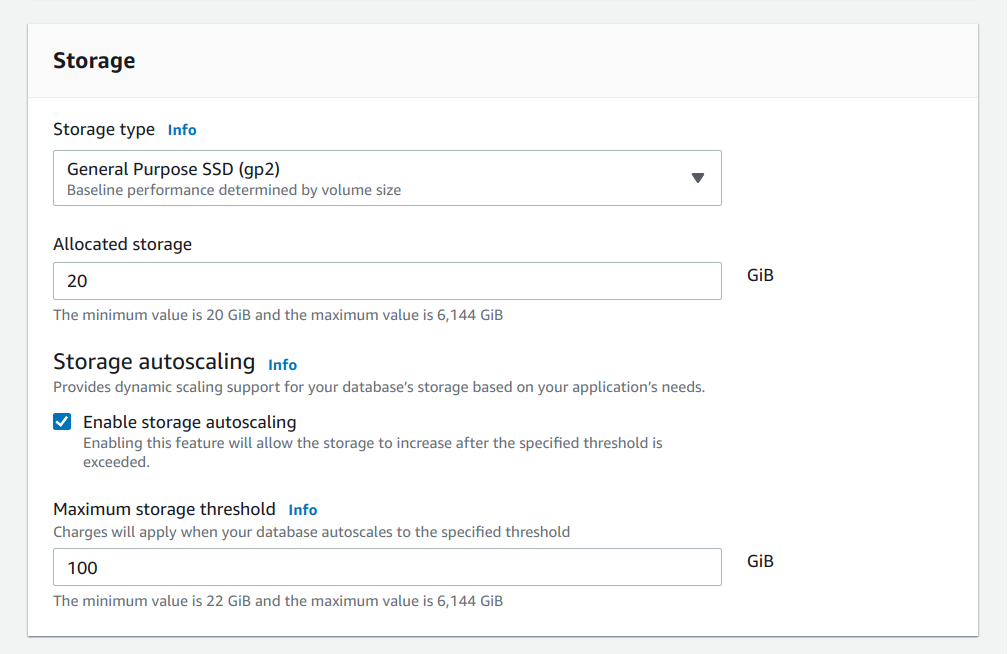 Storage
Storage type Info
General Purpose SSD (gp2)
Baseline performance determined by volume size
Allocated storage
20 GiB
The minimum value is 20 GiB and the maximum value is 6,144 GiB
Storage autoscaling Info
Provides dynamic scaling support for your database’s storage based on your application’s needs.
Enable storage autoscaling
Enabling this feature will allow the storage to increase after the specified threshold is
exceeded.
Maximum storage threshold Info
Charges will apply when your database autoscales to the specified threshold
100 GiB
The minimum value is 22 GiB and the maximum value is 6,144 GiB